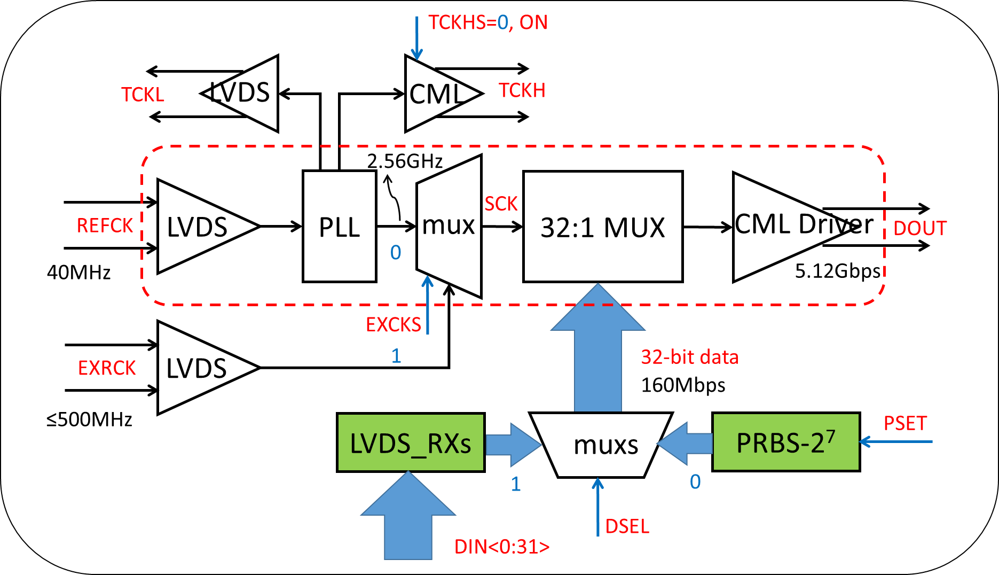 TCKHS=0, ON
TCKL
LVDS
CML
TCKH
2.56GHz
REFCK
40MHz
LVDS
PLL
0
mux
SCK
32:1 MUX
CML Driver
DOUT
5.12Gbps
EXCKS
1
EXRCK
≤500MHz
LVDS
32-bit data
160Mbps
LVDS_RXs
1
muxs
0
PRBS-2⁷
PSET
DSEL
DIN<0:31>